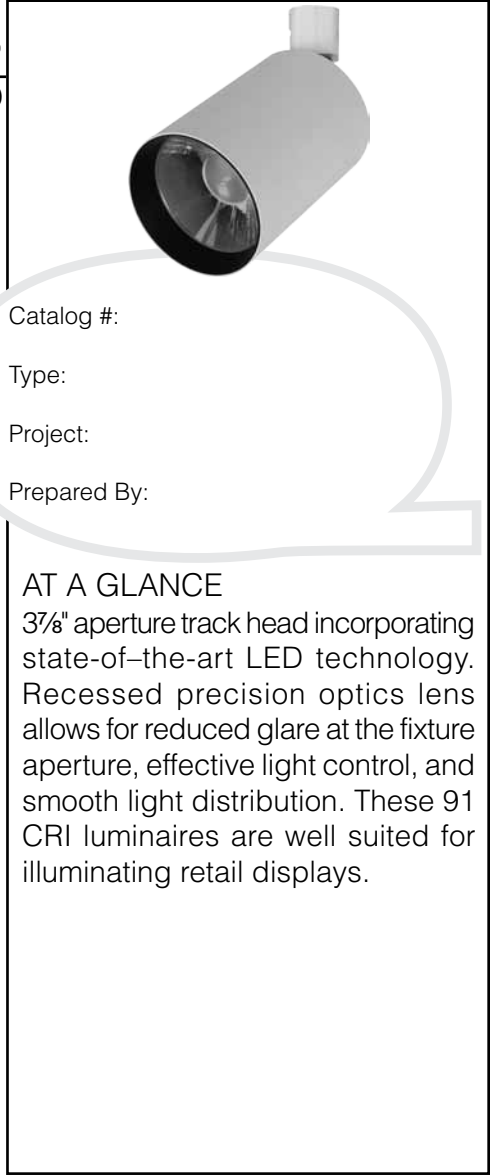 Catalog #:
Type:
Project:
Prepared By:
AT A GLANCE
3⅞" aperture track head incorporating
state-of–the-art LED technology.
Recessed precision optics lens
allows for reduced glare at the fixture
aperture, effective light control, and
smooth light distribution. These 91
CRI luminaires are well suited for
illuminating retail displays.